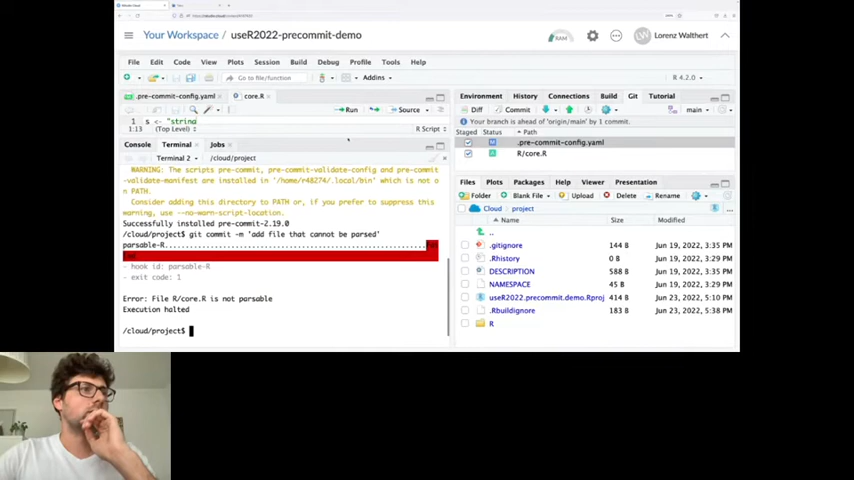 Your Workspace / useR2022-precommit-demo
RAM
LW Lorenz Walthert
File Edit Code View Plots Session Build Debug Profile Tools Help
Go to file/function
Addins
R 4.2.0
.pre-commit-config.yaml
core.R
Run
Source
1 s <- "string
1:13 (Top Level)
R Script
Console Terminal Jobs
Terminal 2 /cloud/project
WARNING: The scripts pre-commit, pre-commit-validate-config and pre-commit
-validate-manifest are installed in '/home/r48274/.local/bin' which is not o
n PATH.
Consider adding this directory to PATH or, if you prefer to suppress this
warning, use --no-warn-script-location.
Successfully installed pre-commit-2.19.0
/cloud/project$ git commit -m 'add file that cannot be parsed'
parsable-R
- hook id: parsable-R
- exit code: 1
Error: File R/core.R is not parsable
Execution halted
/cloud/project$
Environment History Connections Build Git Tutorial
Diff Commit
main
Your branch is ahead of 'origin/main' by 1 commit.
Staged Status Path
M .pre-commit-config.yaml
A R/core.R
Files Plots Packages Help Viewer Presentation
Folder Blank File Upload Delete Rename
Cloud project
Name Size Modified
..
.gitignore 144 B Jun 19, 2022, 3:35 PM
.Rhistory 0 B Jun 19, 2022, 3:29 PM
DESCRIPTION 588 B Jun 19, 2022, 3:35 PM
NAMESPACE 45 B Jun 19, 2022, 3:35 PM
useR2022.precommit.demo.Rproj 414 B Jun 23, 2022, 5:10 PM
.Rbuildignore 183 B Jun 23, 2022, 5:38 PM
R